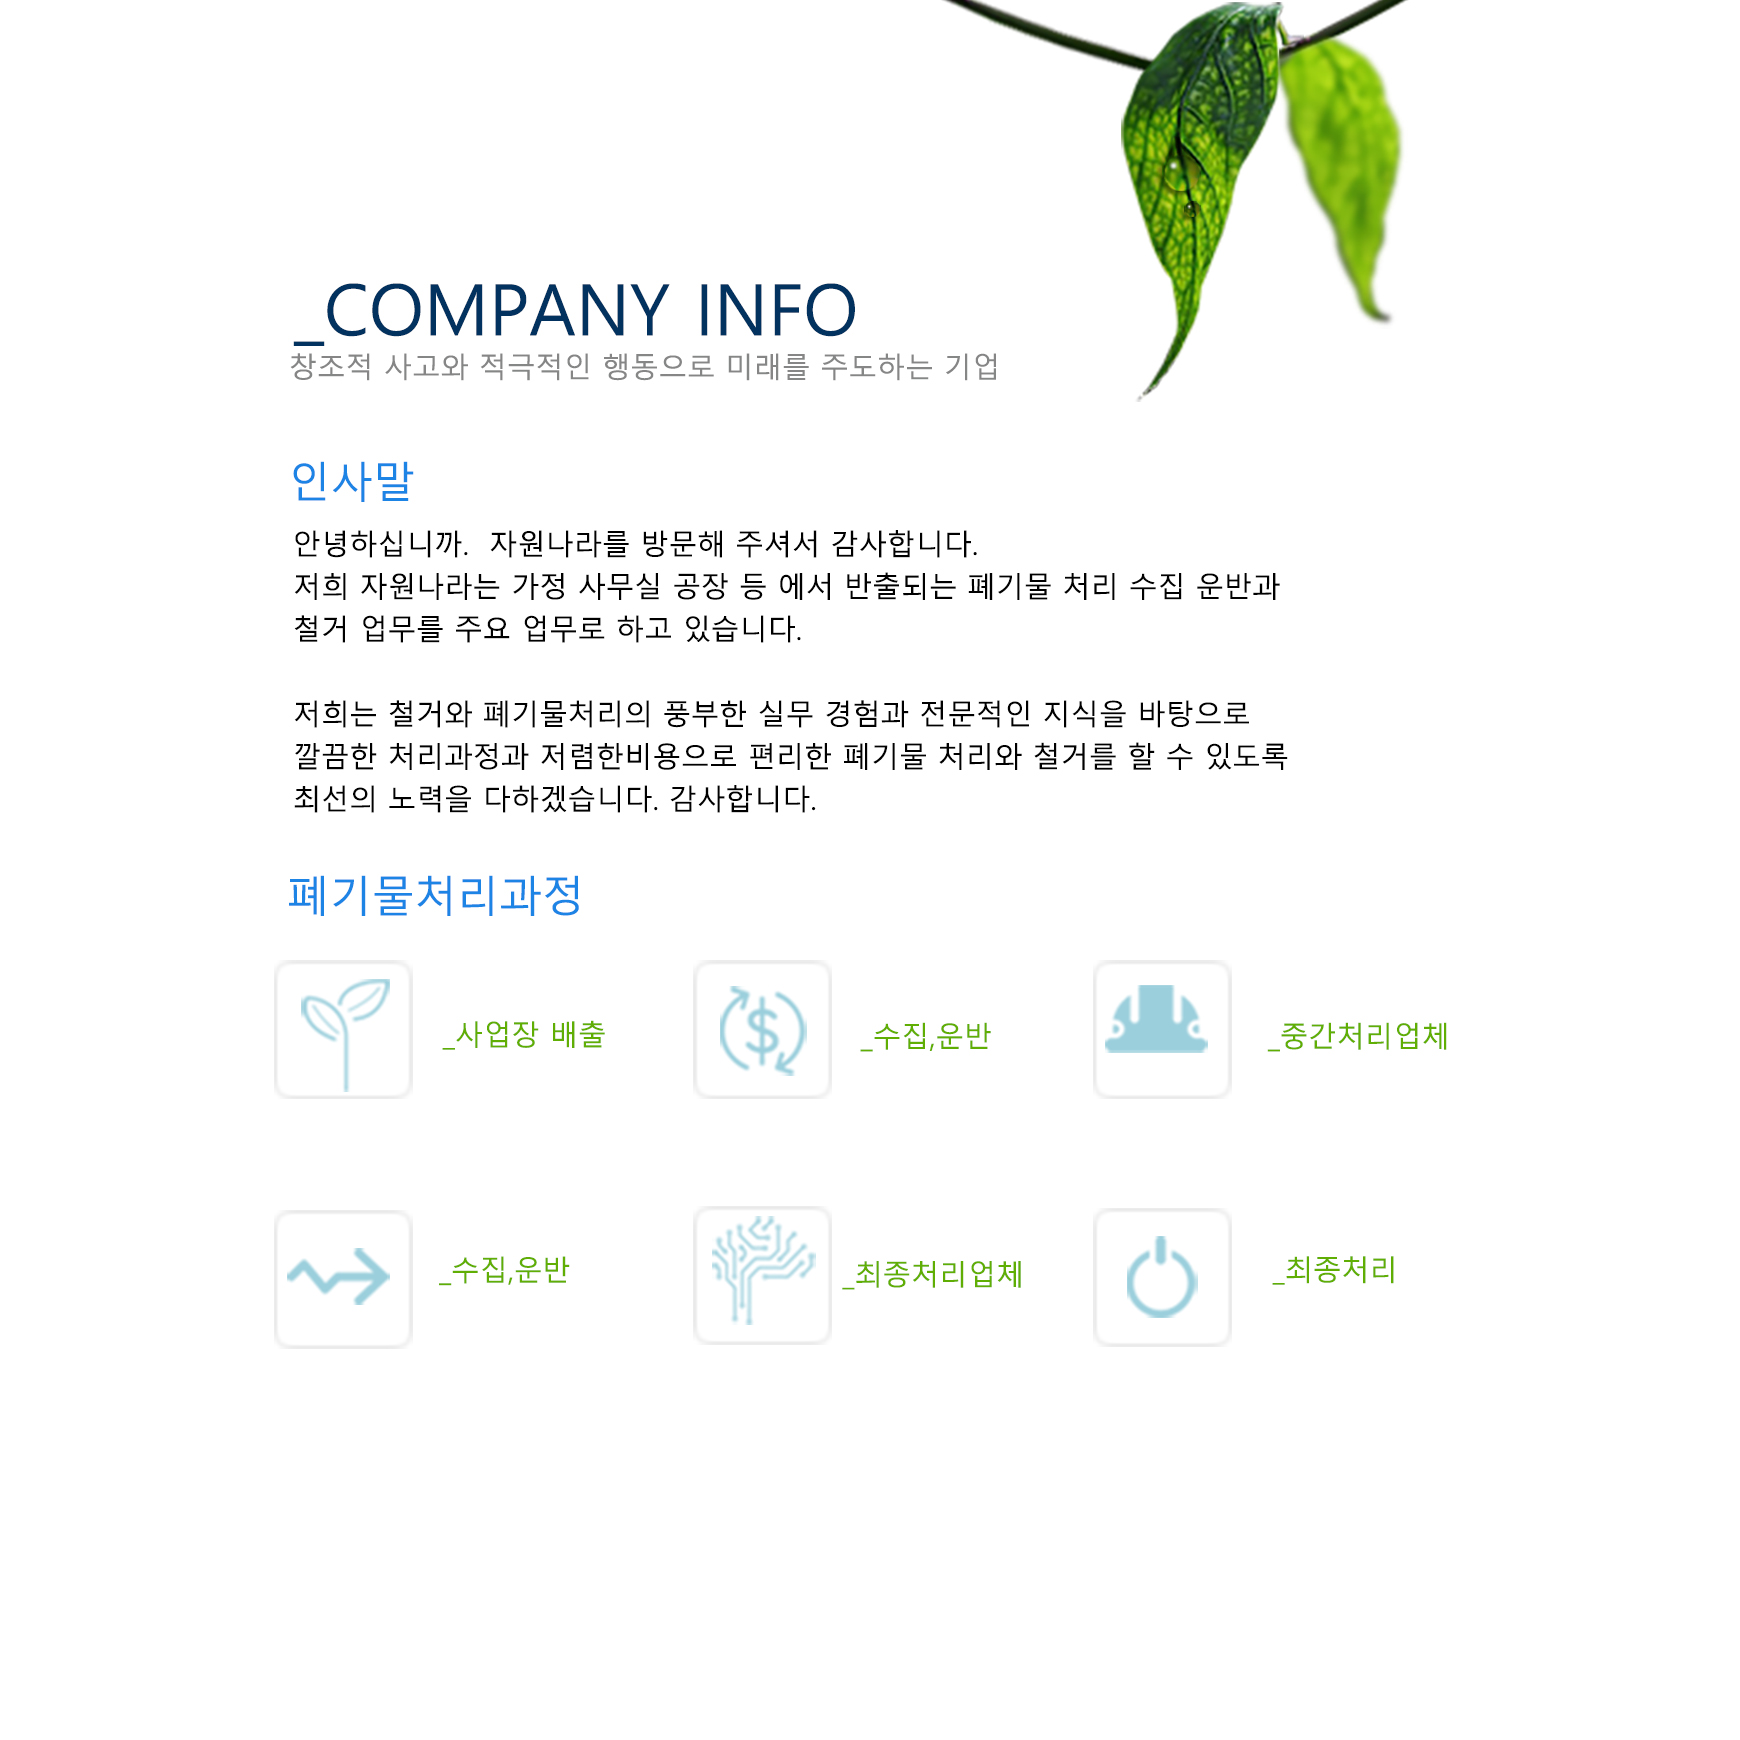 _COMPANY INFO
창조적 사고와 적극적인 행동으로 미래를 주도하는 기업
인사말
안녕하십니까. 자원나라를 방문해 주셔서 감사합니다.
저희 자원나라는 가정 사무실 공장 등 에서 반출되는 폐기물 처리 수집 운반과
철거 업무를 주요 업무로 하고 있습니다.
저희는 철거와 폐기물처리의 풍부한 실무 경험과 전문적인 지식을 바탕으로
깔끔한 처리과정과 저렴한비용으로 편리한 폐기물 처리와 철거를 할 수 있도록
최선의 노력을 다하겠습니다. 감사합니다.
폐기물처리과정
_사업장 배출
_수집,운반
_중간처리업체
_수집,운반
_최종처리업체
_최종처리